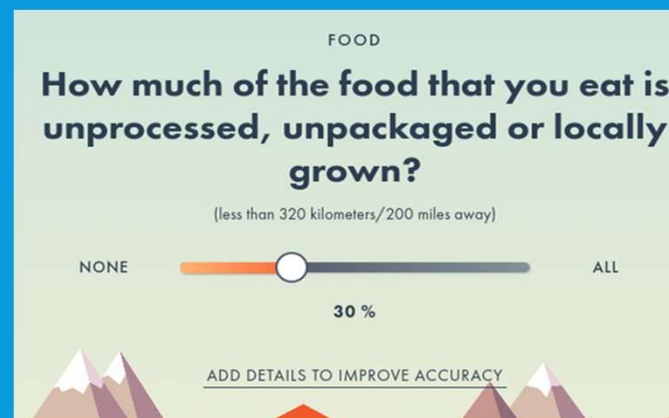 FOOD
How much of the food that you eat is
unprocessed, unpackaged or locally
grown?
(less than 320 kilometers/200 miles away)
NONE ALL
30 %
ADD DETAILS TO IMPROVE ACCURACY